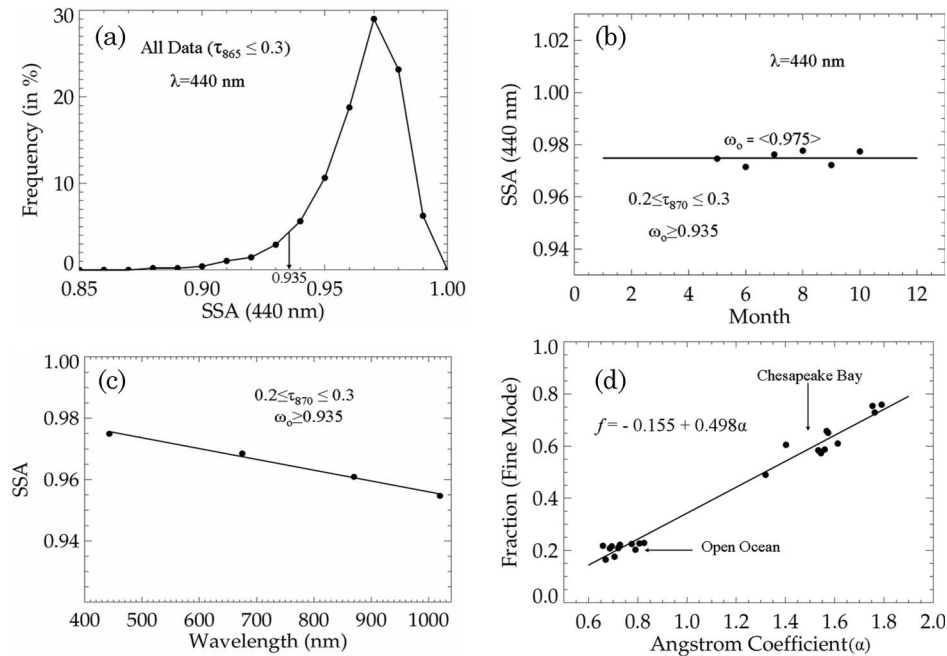 (a)
All Data (τ865 ≤ 0.3)
λ=440 nm
30
20
10
0
Frequency (in %)
0.935
0.85
0.90
0.95
1.00
SSA (440 nm)
(b)
λ=440 nm
ωo = <0.975>
0.2≤τ870 ≤ 0.3
ωo≥0.935
1.02
1.00
0.98
0.96
0.94
SSA (440 nm)
0
2
4
6
8
10
12
Month
(c)
0.2≤τ870 ≤ 0.3
ωo≥0.935
1.00
0.98
0.96
0.94
SSA
400
500
600
700
800
900
1000
Wavelength (nm)
(d)
Chesapeake Bay
f = - 0.155 + 0.498α
Open Ocean
1.0
0.8
0.6
0.4
0.2
0.0
Fraction (Fine Mode)
0.6
0.8
1.0
1.2
1.4
1.6
1.8
2.0
Angstrom Coefficient(α)